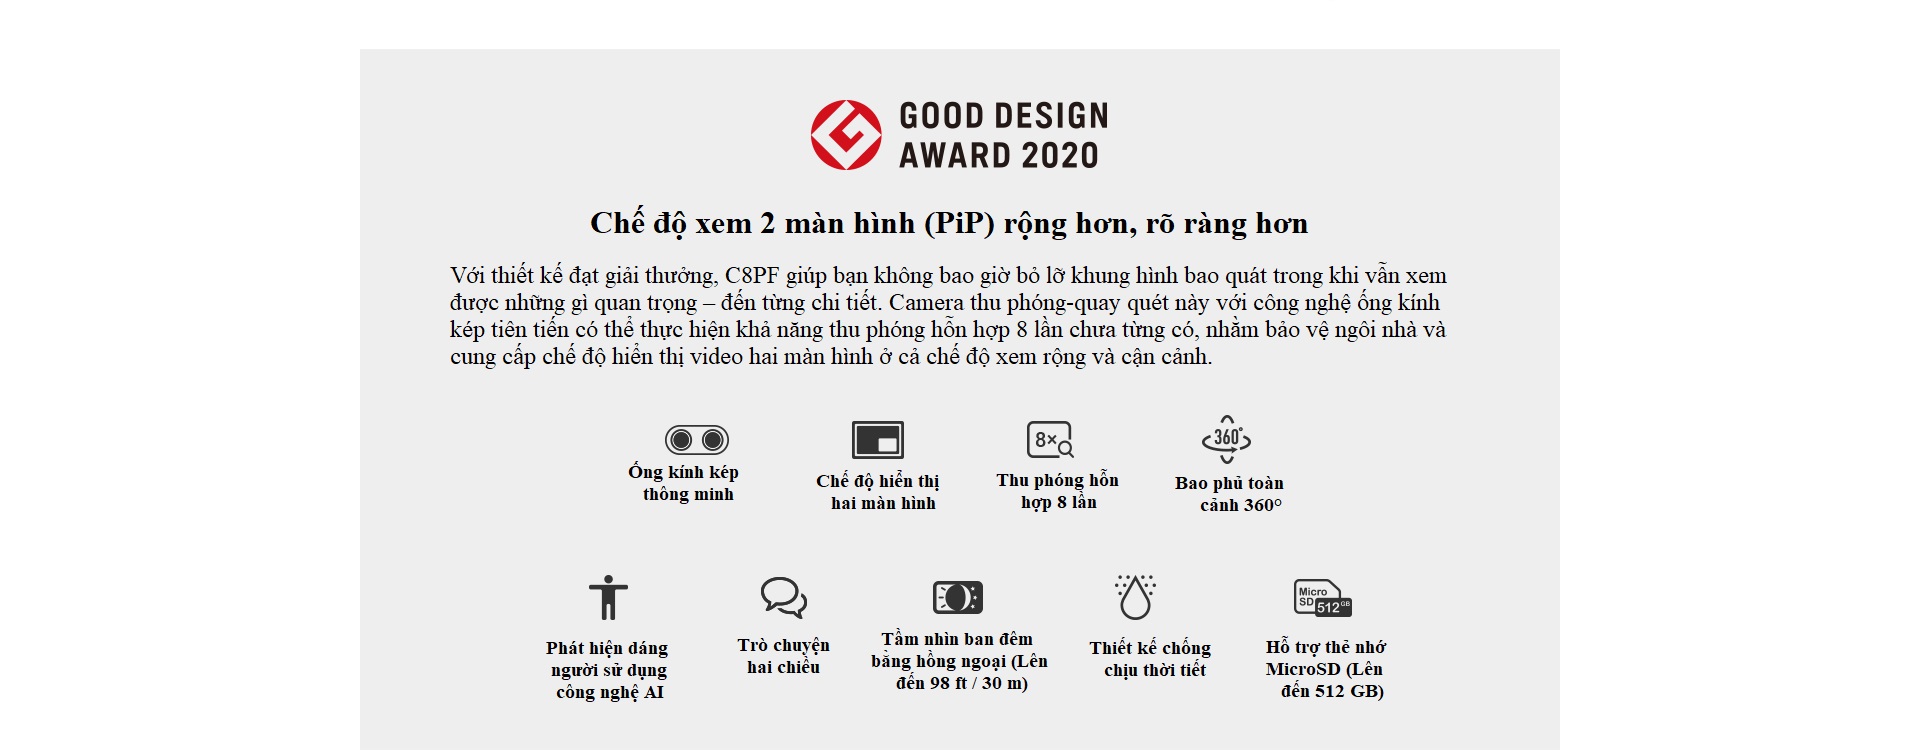 GOOD DESIGN
AWARD 2020
Chế độ xem 2 màn hình (PiP) rộng hơn, rõ ràng hơn
Với thiết kế đạt giải thưởng, C8PF giúp bạn không bao giờ bỏ lỡ khung hình bao quát trong khi vẫn xem
được những gì quan trọng – đến từng chi tiết. Camera thu phóng-quay quét này với công nghệ ống kính
kép tiên tiến có thể thực hiện khả năng thu phóng hỗn hợp 8 lần chưa từng có, nhằm bảo vệ ngôi nhà và
cung cấp chế độ hiển thị video hai màn hình ở cả chế độ xem rộng và cận cảnh.
8×
360°
Ống kính kép
thông minh
Chế độ hiển thị
hai màn hình
Thu phóng hỗn
hợp 8 lần
Bao phủ toàn
cảnh 360°
Micro
SD
512GB
Phát hiện dáng
người sử dụng
công nghệ AI
Trò chuyện
hai chiều
Tầm nhìn ban đêm
bằng hồng ngoại (Lên
đến 98 ft / 30 m)
Thiết kế chống
chịu thời tiết
Hỗ trợ thẻ nhớ
MicroSD (Lên
đến 512 GB)